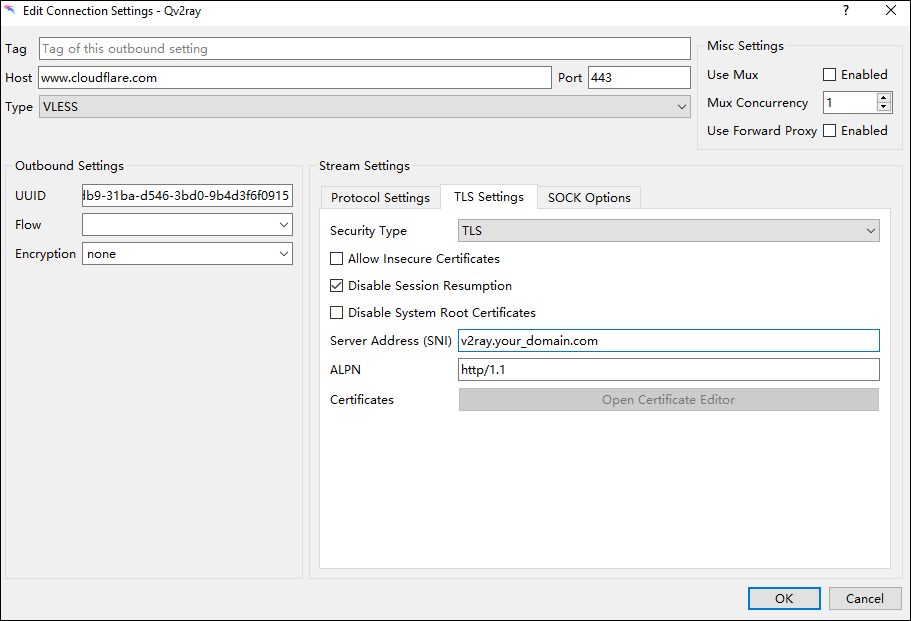 Edit Connection Settings - Qv2ray
?
Tag Tag of this outbound setting
Host www.cloudflare.com Port 443
Type VLESS
Misc Settings
Use Mux Enabled
Mux Concurrency 1
Use Forward Proxy Enabled
Outbound Settings
UUID db9-31ba-d546-3bd0-9b4d3f6f0915
Flow
Encryption none
Stream Settings
Protocol Settings TLS Settings SOCK Options
Security Type TLS
Allow Insecure Certificates
Disable Session Resumption
Disable System Root Certificates
Server Address (SNI) v2ray.your_domain.com
ALPN http/1.1
Certificates Open Certificate Editor
OK Cancel